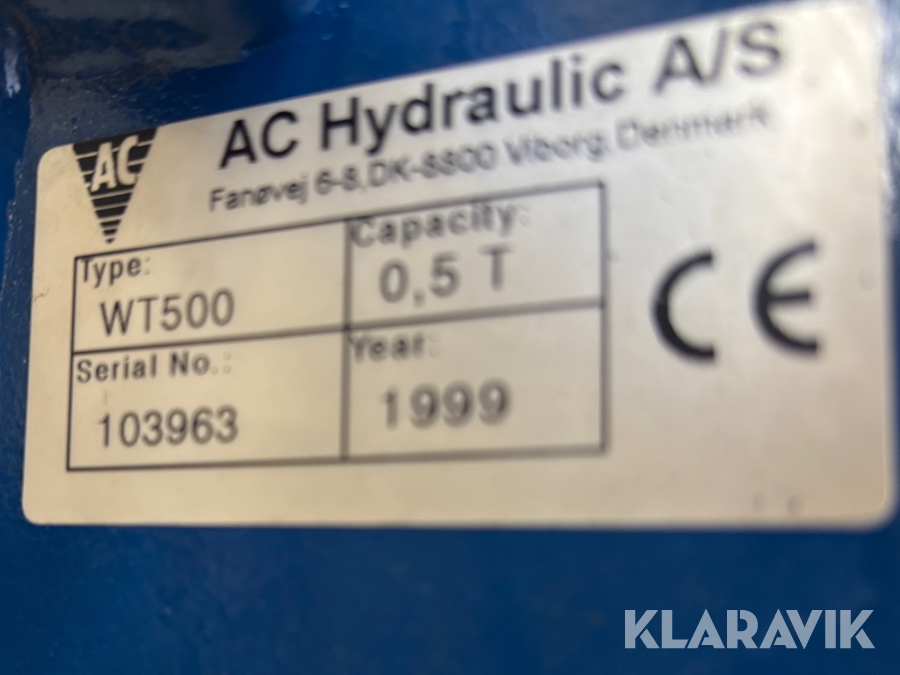 AC
AC Hydraulic A/S
Fanøvej 6-8, DK-8800 Viborg, Denmark
Type:
WT500
Capacity:
0,5 T
Serial No.:
103963
Year:
1999
CE
KLARAVIK